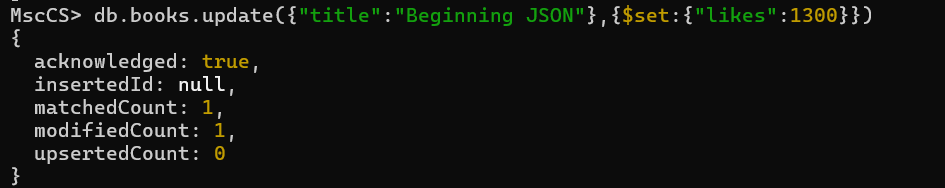 MscCS> db.books.update({"title":"Beginning JSON"},{$set:{"likes":1300}})
{
  acknowledged: true,
  insertedId: null,
  matchedCount: 1,
  modifiedCount: 1,
  upsertedCount: 0
}